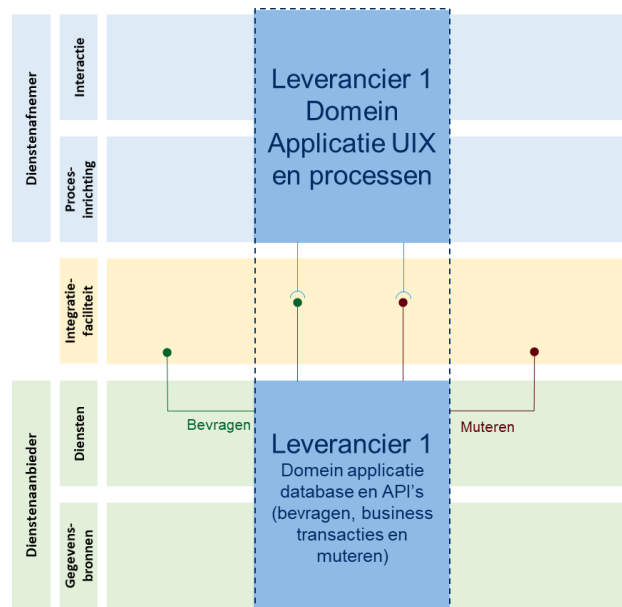 Dienstenafnemer
Interactie
Proces-
inrichting
Leverancier 1
Domein
Applicatie UIX
en processen
Integratie-
faciliteit
Dienstenaanbieder
Diensten
Gegevens-
bronnen
Bevragen
Muteren
Leverancier 1
Domein applicatie
database en API's
(bevragen, business
transacties en
muteren)